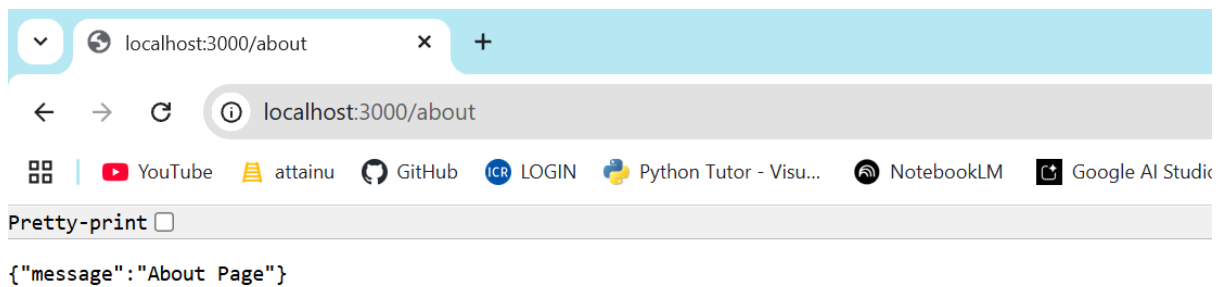 localhost:3000/about
localhost:3000/about
YouTube attainu GitHub ICR LOGIN Python Tutor - Visu... NotebookLM Google AI Studio
Pretty-print
{"message":"About Page"}